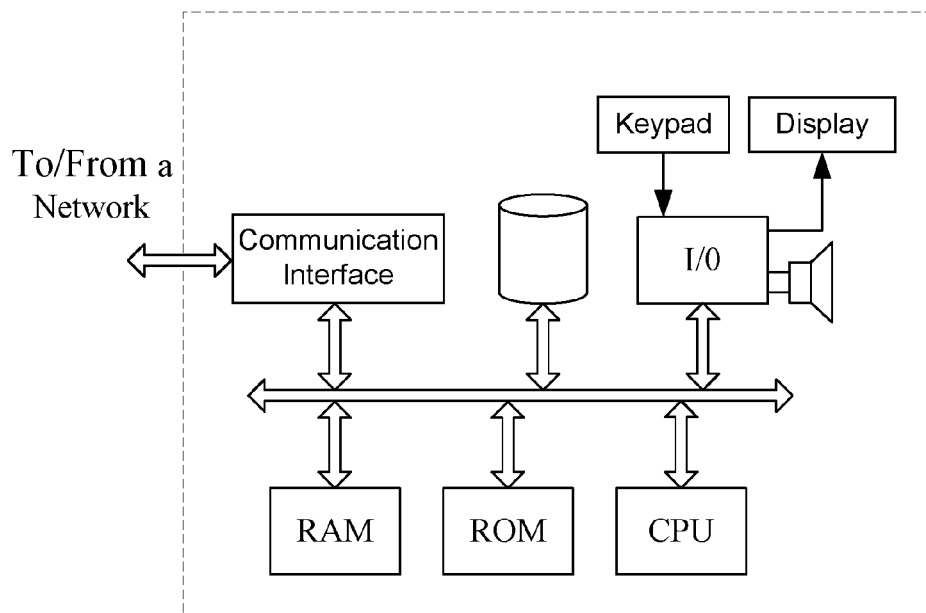 Keypad
Display
To/From a
Network
Communication
Interface
I/0
RAM
ROM
CPU